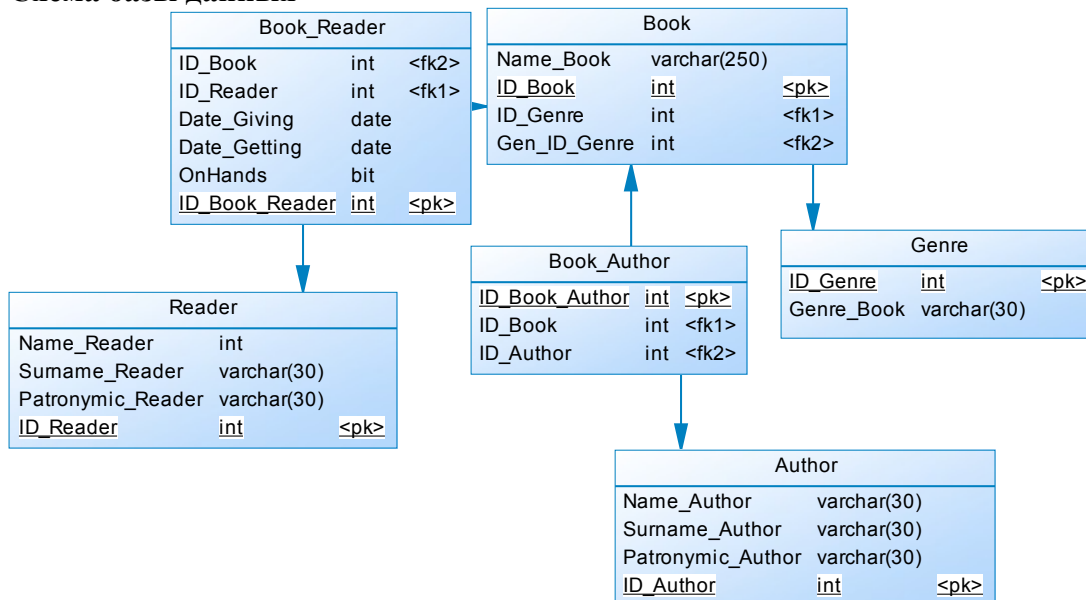 Схема базы данных
Book_Reader
ID_Book int <fk2>
ID_Reader int <fk1>
Date_Giving date
Date_Getting date
OnHands bit
ID_Book_Reader int <pk>
Book
Name_Book varchar(250)
ID_Book int <pk>
ID_Genre int <fk1>
Gen_ID_Genre int <fk2>
Genre
ID_Genre int <pk>
Genre_Book varchar(30)
Book_Author
ID_Book_Author int <pk>
ID_Book int <fk1>
ID_Author int <fk2>
Reader
Name_Reader int
Surname_Reader varchar(30)
Patronymic_Reader varchar(30)
ID_Reader int <pk>
Author
Name_Author varchar(30)
Surname_Author varchar(30)
Patronymic_Author varchar(30)
ID_Author int <pk>